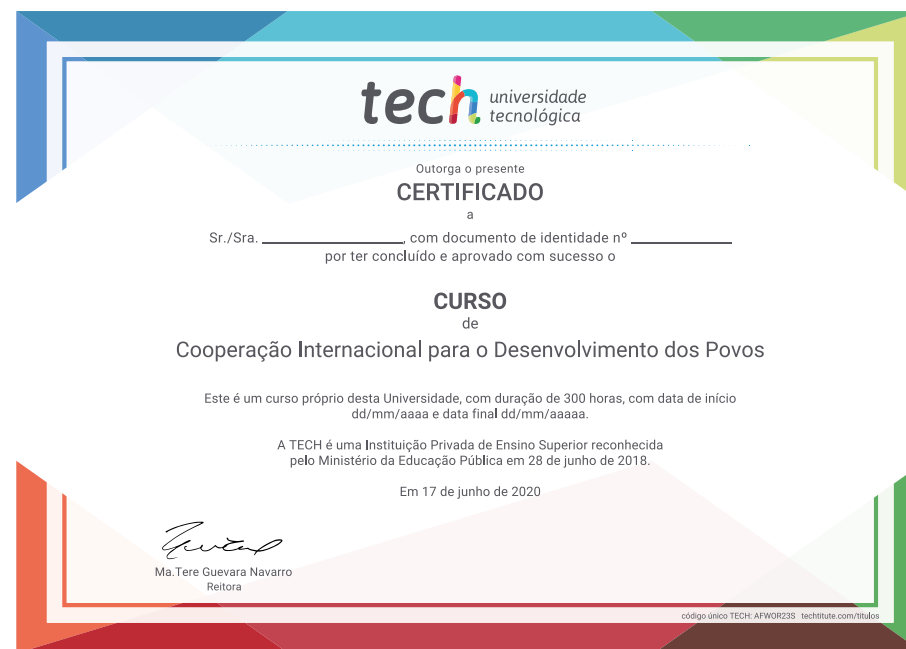 tech universidade
tecnológica
Outorga o presente
CERTIFICADO
a
Sr./Sra. ____________, com documento de identidade nº ____________
por ter concluído e aprovado com sucesso o
CURSO
de
Cooperação Internacional para o Desenvolvimento dos Povos
Este é um curso próprio desta Universidade, com duração de 300 horas, com data de início
dd/mm/aaaa e data final dd/mm/aaaaa.
A TECH é uma Instituição Privada de Ensino Superior reconhecida
pelo Ministério da Educação Pública em 28 de junho de 2018.
Em 17 de junho de 2020
Ma.Tere Guevara Navarro
Reitora
código único TECH: AFWOR23S techtitute.com/títulos